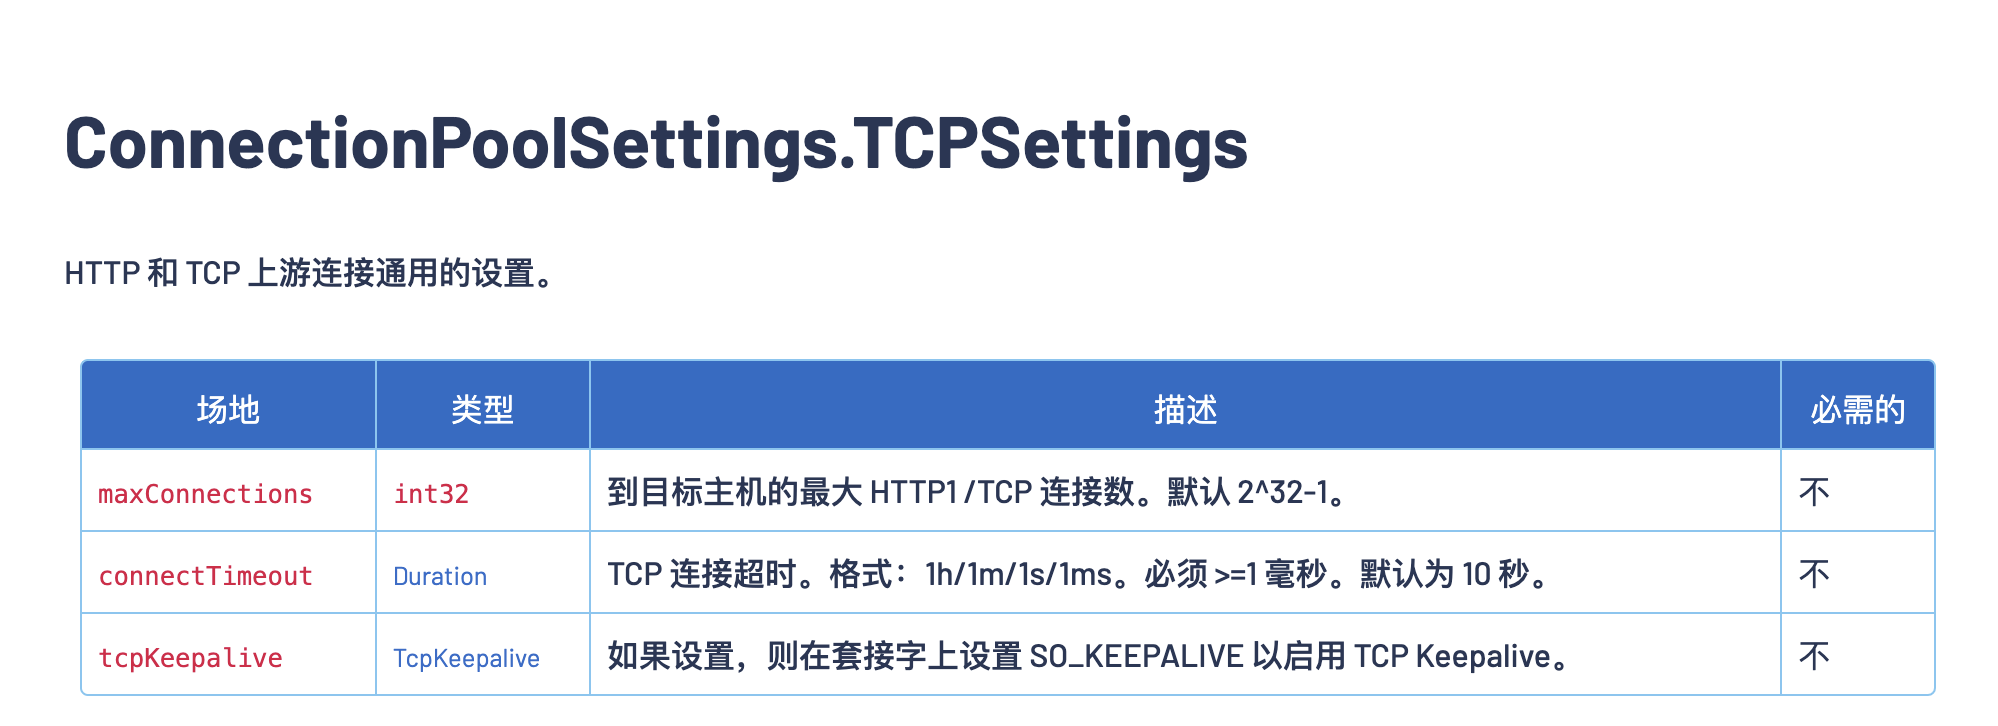 ConnectionPoolSettings.TCPSettings
HTTP 和 TCP 上游连接通用的设置。
场地 类型 描述 必需的
maxConnections int32 到目标主机的最大 HTTP1 /TCP 连接数。默认 2^32-1。 不
connectTimeout Duration TCP 连接超时。格式：1h/1m/1s/1ms。必须 >=1 毫秒。默认为 10 秒。 不
tcpKeepalive TcpKeepalive 如果设置，则在套接字上设置 SO_KEEPALIVE 以启用 TCP Keepalive。 不